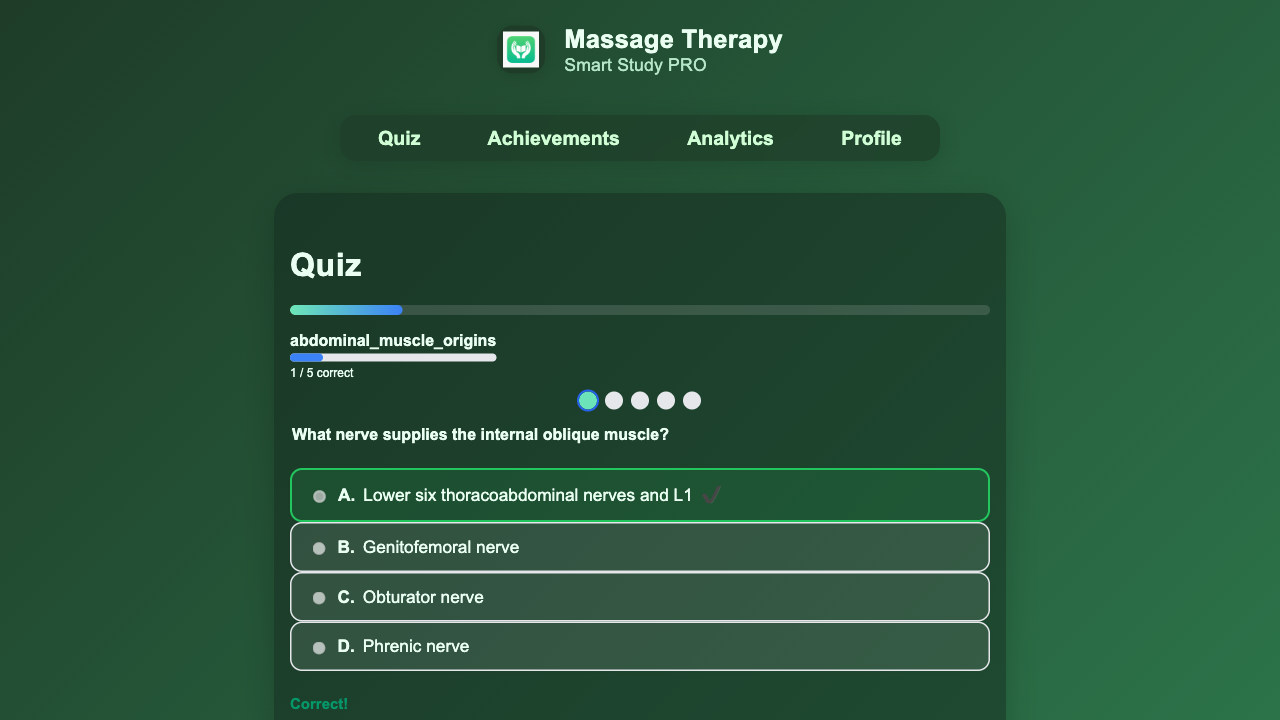 Massage Therapy
Smart Study PRO
Quiz Achievements Analytics Profile
Quiz
abdominal_muscle_origins
1 / 5 correct
What nerve supplies the internal oblique muscle?
A. Lower six thoracoabdominal nerves and L1 ✔
B. Genitofemoral nerve
C. Obturator nerve
D. Phrenic nerve
Correct!